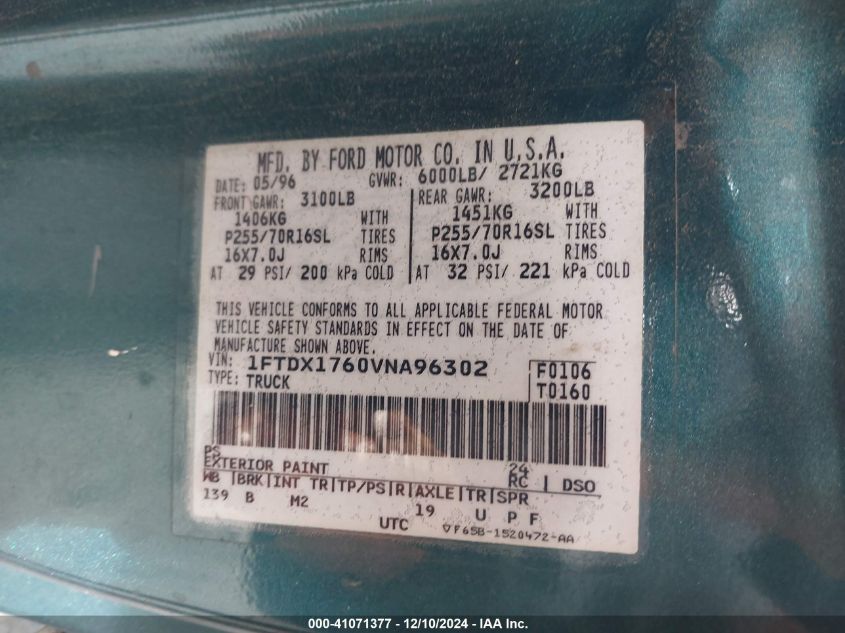 MFD. BY FORD MOTOR CO. IN U.S.A.
DATE: 05/96 GVWR: 6000LB/ 2721KG
FRONT GAWR: 3100LB REAR GAWR: 3200LB
1406KG WITH 1451KG WITH
P255/70R16SL TIRES P255/70R16SL TIRES
16X7.0J RIMS 16X7.0J RIMS
AT 29 PSI/ 200 kPa COLD AT 32 PSI/ 221 kPa COLD
THIS VEHICLE CONFORMS TO ALL APPLICABLE FEDERAL MOTOR
VEHICLE SAFETY STANDARDS IN EFFECT ON THE DATE OF
MANUFACTURE SHOWN ABOVE.
VIN: 1FTDX1760VNA96302 F0106
TYPE: TRUCK T0160
PS 24
EXTERIOR PAINT RC DSO
WB |BRK|INT TR|TP/PS|R|AXLE|TR|SPR
139 B M2 19 U P F
UTC ▽F65B-1520472-AA
000-41071377 - 12/10/2024 - IAA Inc.